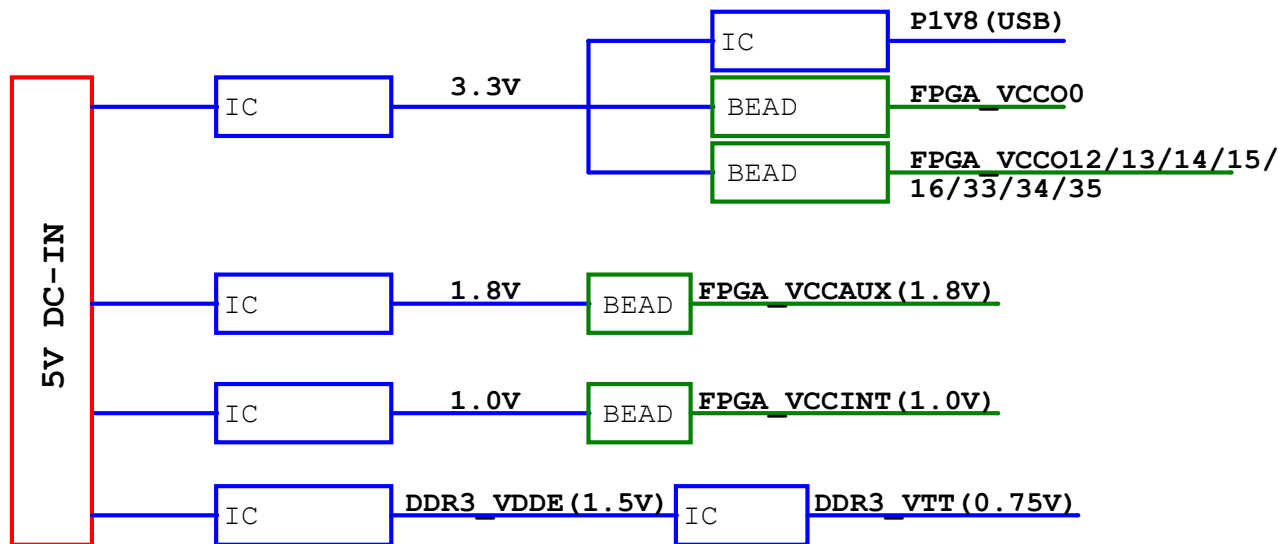 5V DC-IN
IC
3.3V
IC
P1V8(USB)
BEAD
FPGA_VCCO0
BEAD
FPGA_VCCO12/13/14/15/
16/33/34/35
IC
1.8V
BEAD
FPGA_VCCAUX(1.8V)
IC
1.0V
BEAD
FPGA_VCCINT(1.0V)
IC
DDR3_VDDE(1.5V)
IC
DDR3_VTT(0.75V)